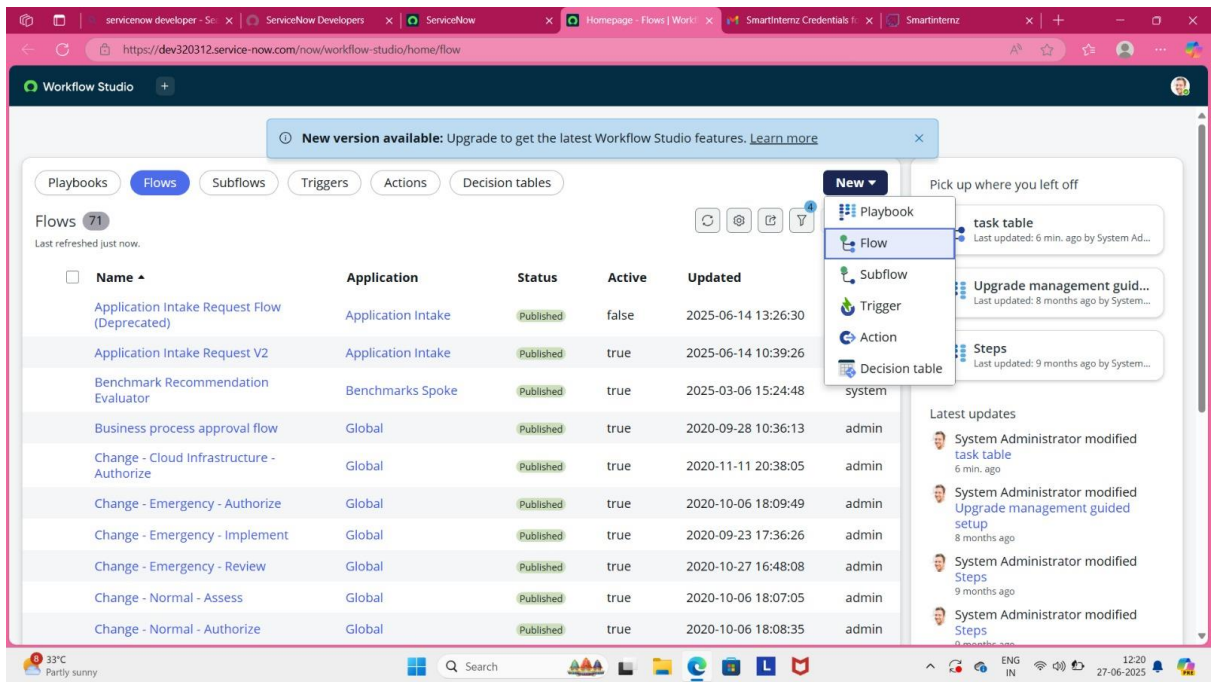 servicenow developer - Sea
ServiceNow Developers
ServiceNow
Homepage - Flows | Workf
SmartInternz Credentials fo
Smartinternz
https://dev320312.service-now.com/now/workflow-studio/home/flow
Workflow Studio
New version available: Upgrade to get the latest Workflow Studio features. Learn more
Playbooks Flows Subflows Triggers Actions Decision tables
New
Playbook
Flow
Subflow
Trigger
Action
Decision table
Flows 71
4
Last refreshed just now.
Name Application Status Active Updated
Application Intake Request Flow
(Deprecated) Application Intake Published false 2025-06-14 13:26:30
Application Intake Request V2 Application Intake Published true 2025-06-14 10:39:26
Benchmark Recommendation
Evaluator Benchmarks Spoke Published true 2025-03-06 15:24:48 system
Business process approval flow Global Published true 2020-09-28 10:36:13 admin
Change - Cloud Infrastructure -
Authorize Global Published true 2020-11-11 20:38:05 admin
Change - Emergency - Authorize Global Published true 2020-10-06 18:09:49 admin
Change - Emergency - Implement Global Published true 2020-09-23 17:36:26 admin
Change - Emergency - Review Global Published true 2020-10-27 16:48:08 admin
Change - Normal - Assess Global Published true 2020-10-06 18:07:05 admin
Change - Normal - Authorize Global Published true 2020-10-06 18:08:35 admin
Pick up where you left off
task table
Last updated: 6 min. ago by System Ad...
Upgrade management guid...
Last updated: 8 months ago by System...
Steps
Last updated: 9 months ago by System...
Latest updates
System Administrator modified
task table
6 min. ago
System Administrator modified
Upgrade management guided
setup
8 months ago
System Administrator modified
Steps
9 months ago
System Administrator modified
Steps
9 months ago
8
33°C
Partly sunny
Search
ENG
IN
12:20
27-06-2025